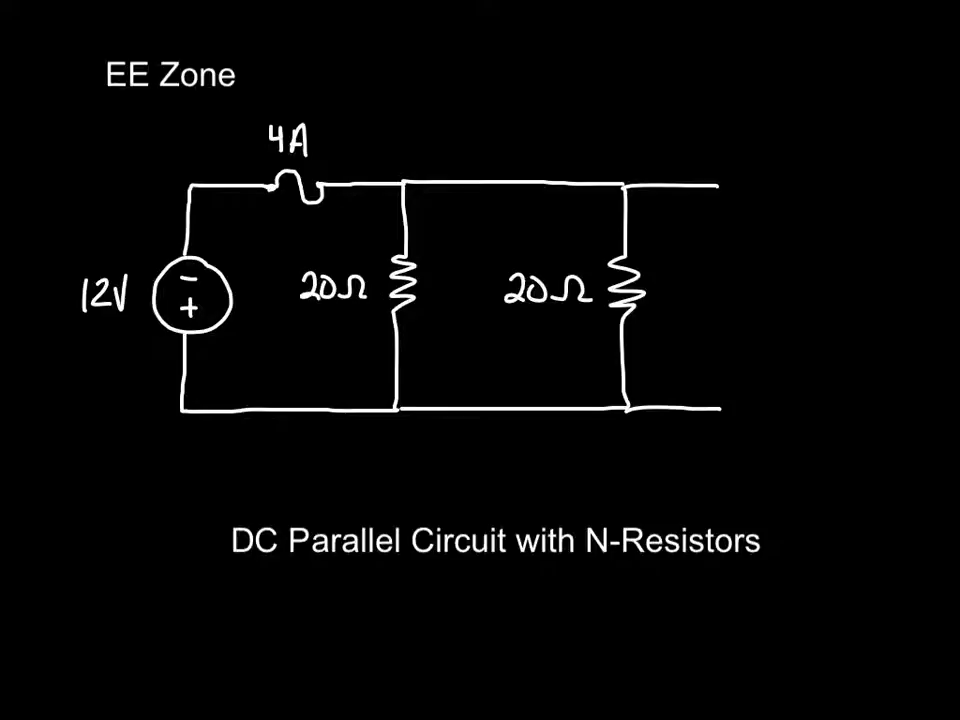 EE Zone
4A
12V
-
+
20Ω
20Ω
DC Parallel Circuit with N-Resistors